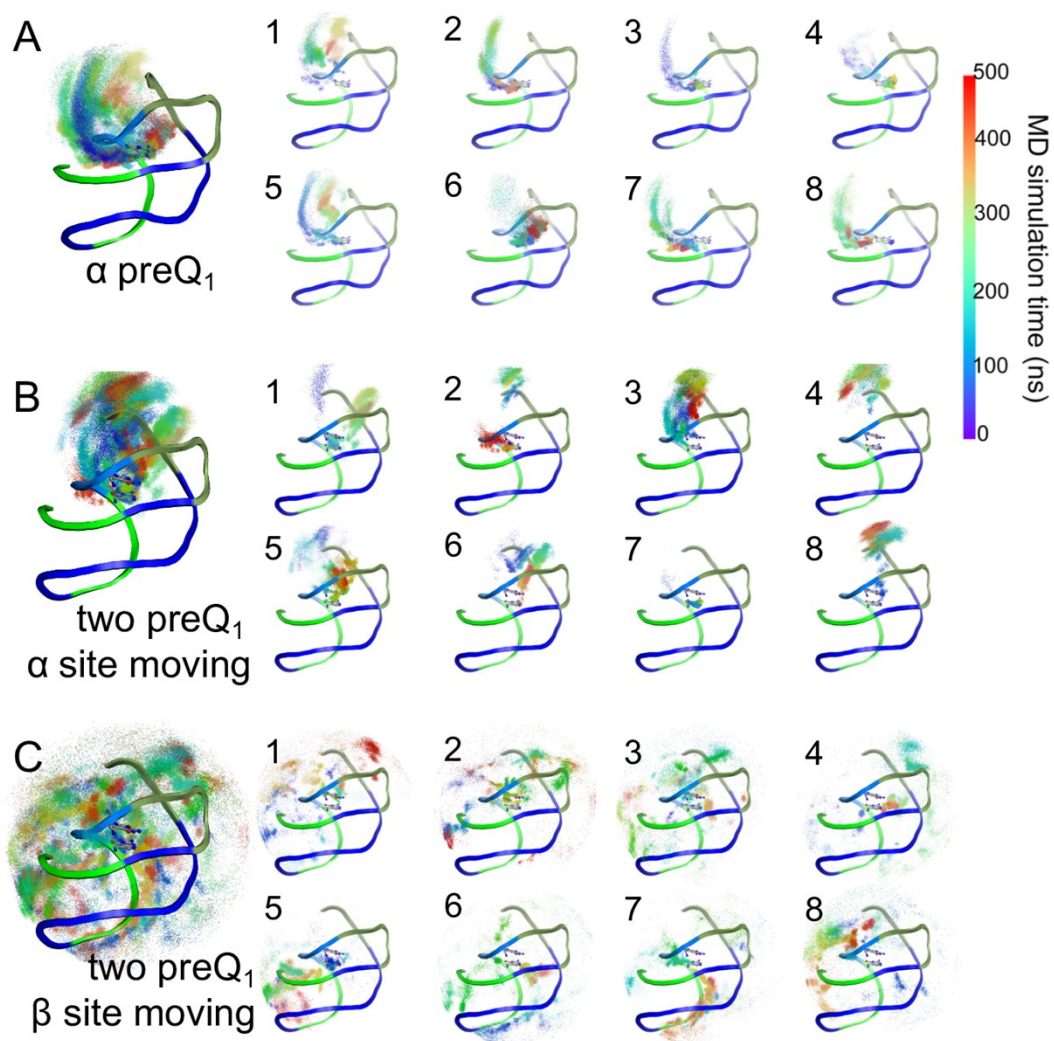 A
1 2 3 4
5 6 7 8
α preQ₁
B
1 2 3 4
5 6 7 8
two preQ₁
α site moving
C
1 2 3 4
5 6 7 8
two preQ₁
β site moving
500
400
300
200
100
0
MD simulation time (ns)